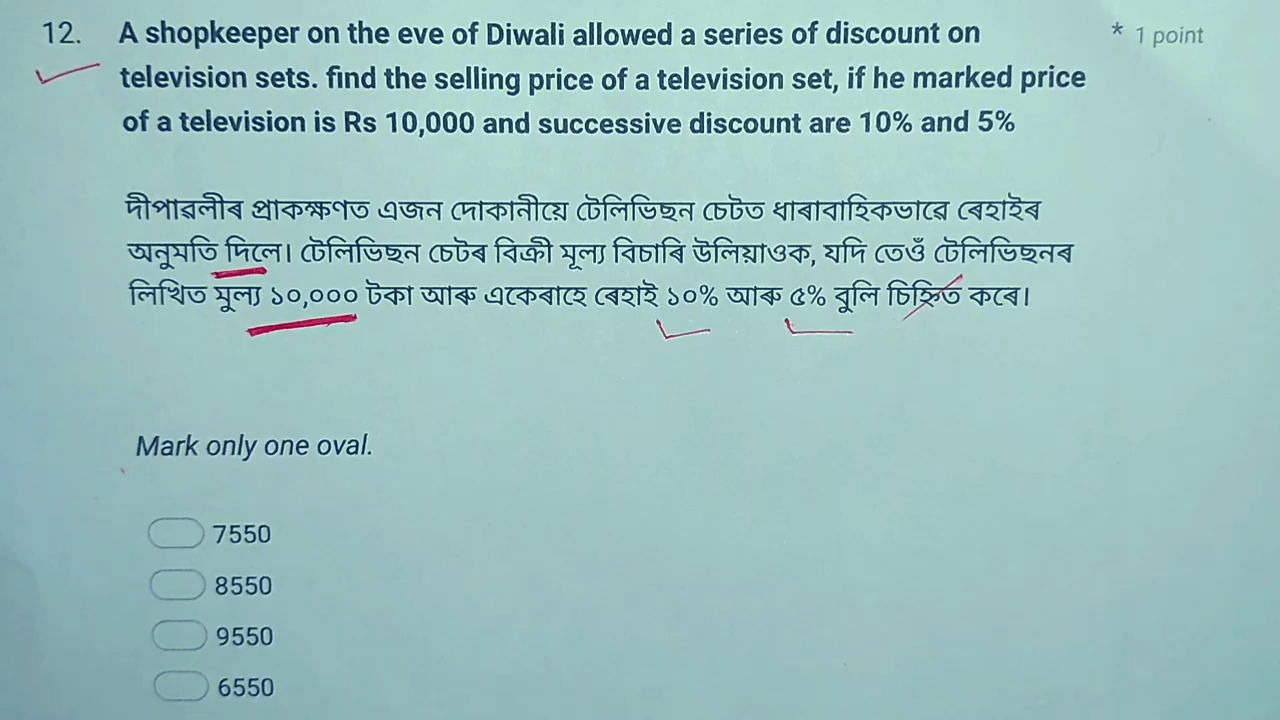 12. A shopkeeper on the eve of Diwali allowed a series of discount on * 1 point
television sets. find the selling price of a television set, if he marked price
of a television is Rs 10,000 and successive discount are 10% and 5%
দীপাৱলীৰ প্ৰাকক্ষণত এজন দোকানীয়ে টেলিভিছন চেটত ধাৰাবাহিকভাৱে ৰেহাইৰ
অনুমতি দিলে। টেলিভিছন চেটৰ বিক্ৰী মূল্য বিচাৰি উলিয়াওক, যদি তেওঁ টেলিভিছনৰ
লিখিত মূল্য ১০,০০০ টকা আৰু একেৰাহে ৰেহাই ১০% আৰু ৫% বুলি চিহ্নিত কৰে।
Mark only one oval.
7550
8550
9550
6550